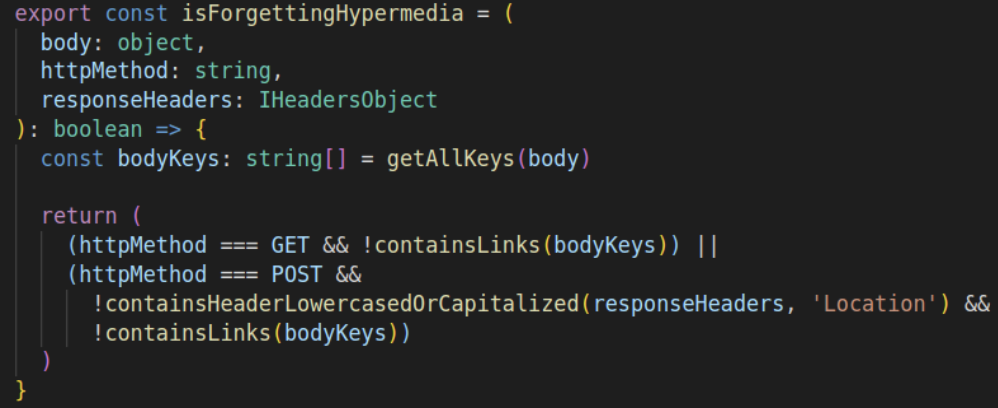 export const isForgettingHypermedia = (
  body: object,
  httpMethod: string,
  responseHeaders: IHeadersObject
): boolean => {
  const bodyKeys: string[] = getAllKeys(body)

  return (
    (httpMethod === GET && !containsLinks(bodyKeys)) ||
    (httpMethod === POST &&
      !containsHeaderLowercasedOrCapitalized(responseHeaders, 'Location') &&
      !containsLinks(bodyKeys))
  )
}